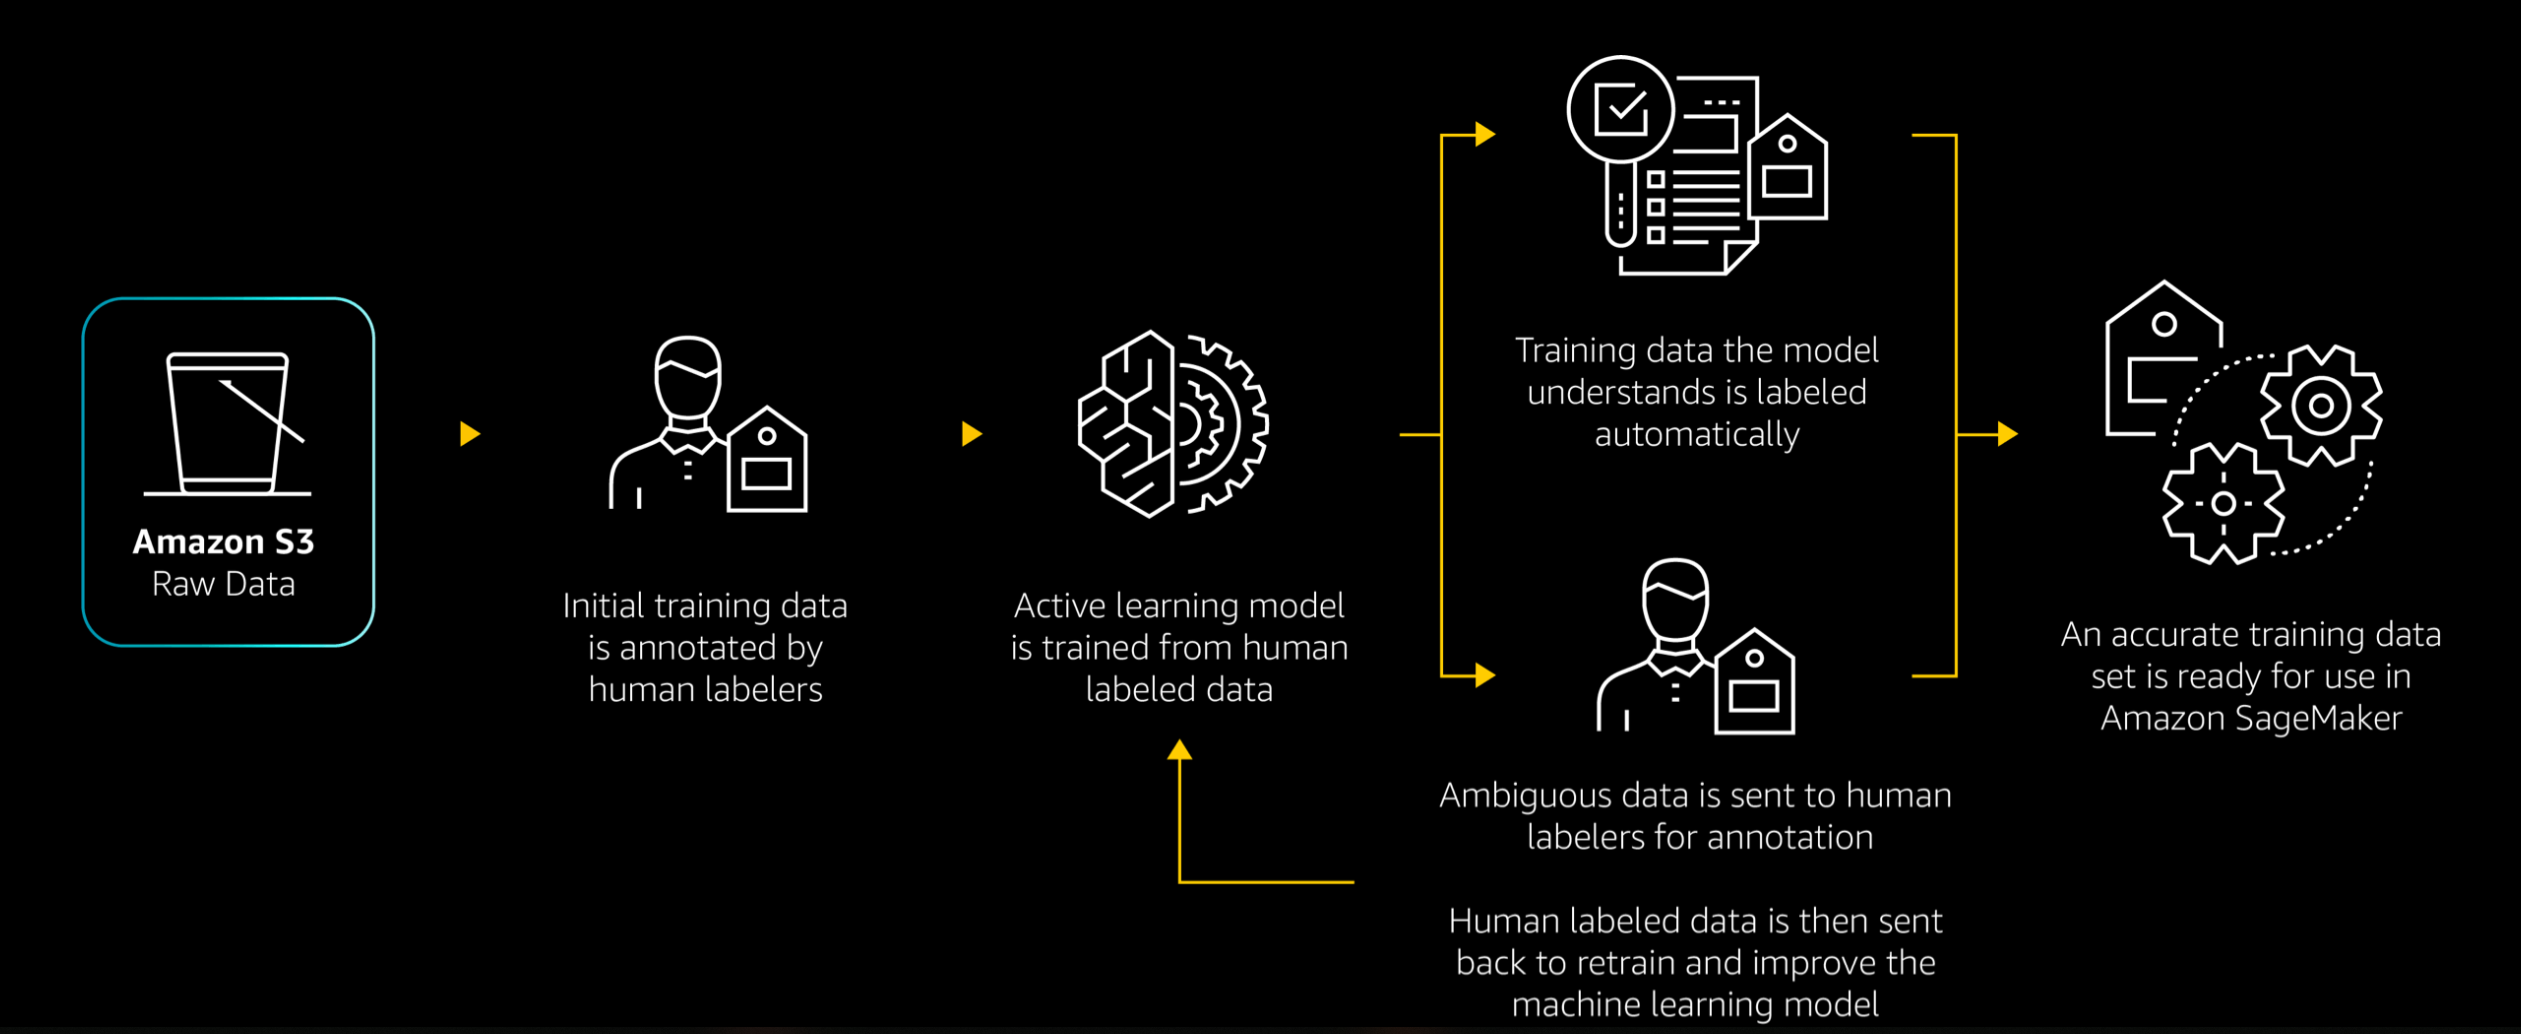 Amazon S3
Raw Data
Initial training data
is annotated by
human labelers
Active learning model
is trained from human
labeled data
Training data the model
understands is labeled
automatically
Ambiguous data is sent to human
labelers for annotation
Human labeled data is then sent
back to retrain and improve the
machine learning model
An accurate training data
set is ready for use in
Amazon SageMaker